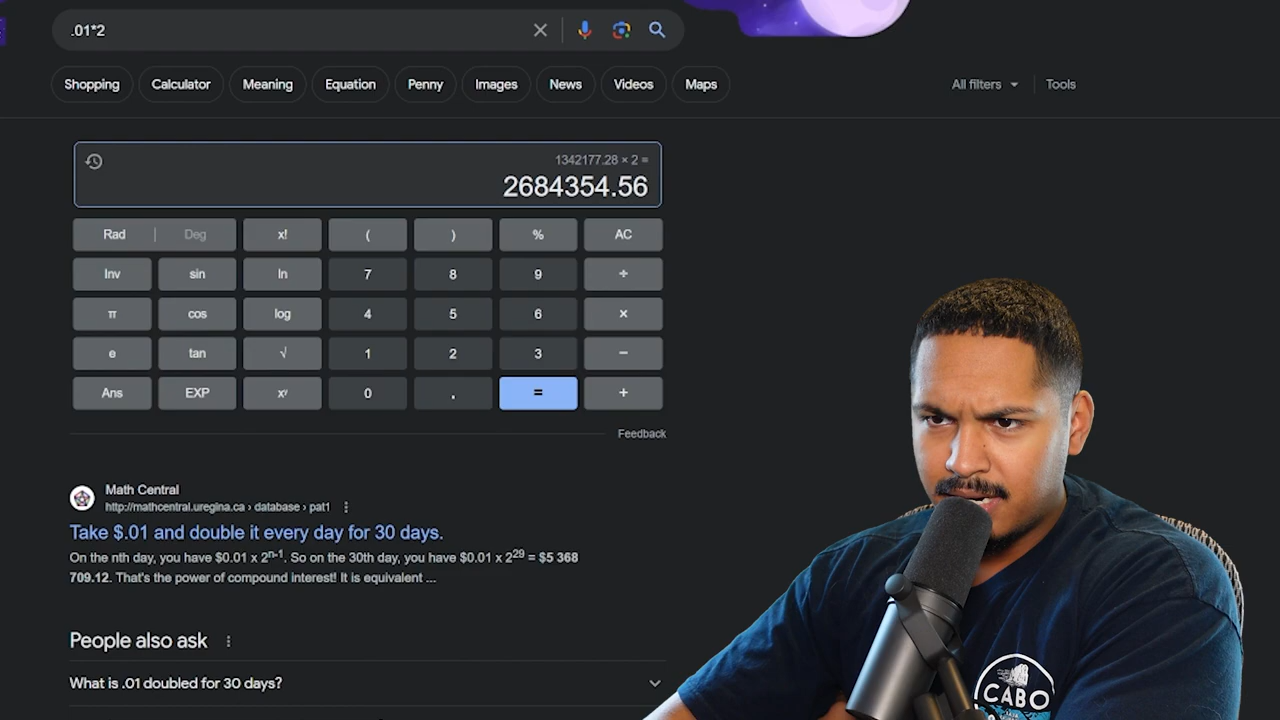 .01*2
Shopping
Calculator
Meaning
Equation
Penny
Images
News
Videos
Maps
All filters
Tools
1342177.28 × 2 =
2684354.56
Rad | Deg x! ( ) % AC
Inv sin ln 7 8 9 ÷
π cos log 4 5 6 ×
e tan √ 1 2 3 −
Ans EXP xʸ 0 . = +
Feedback
Math Central
http://mathcentral.uregina.ca › database › pat1
Take $.01 and double it every day for 30 days.
On the nth day, you have $0.01 x 2ⁿ⁻¹. So on the 30th day, you have $0.01 x 2²⁹ = $5 368
709.12. That's the power of compound interest! It is equivalent ...
People also ask
What is .01 doubled for 30 days?
CABO